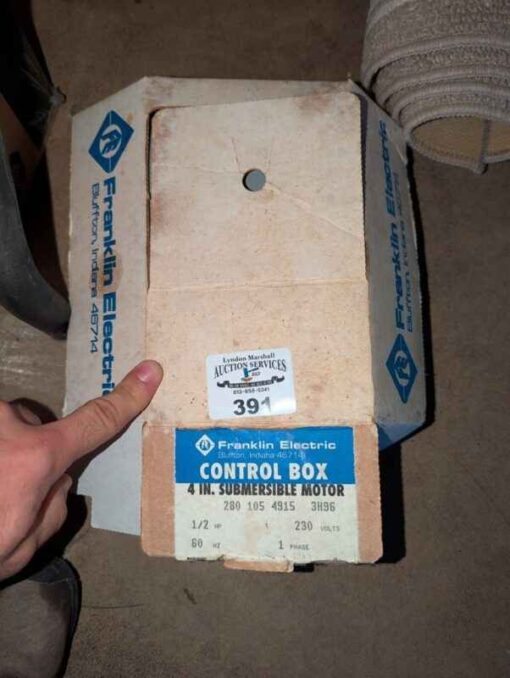 Franklin Electric
Bluffton, Indiana 46714
Franklin Electric
Bluffton, Indiana 46714
Lyndon Marshall
AUCTION SERVICES
391
Franklin Electric
Bluffton, Indiana 46714
CONTROL BOX
4 IN. SUBMERSIBLE MOTOR
280 105 4915 3H96
1/2 HP 230 VOLTS
60 HZ 1 PHASE